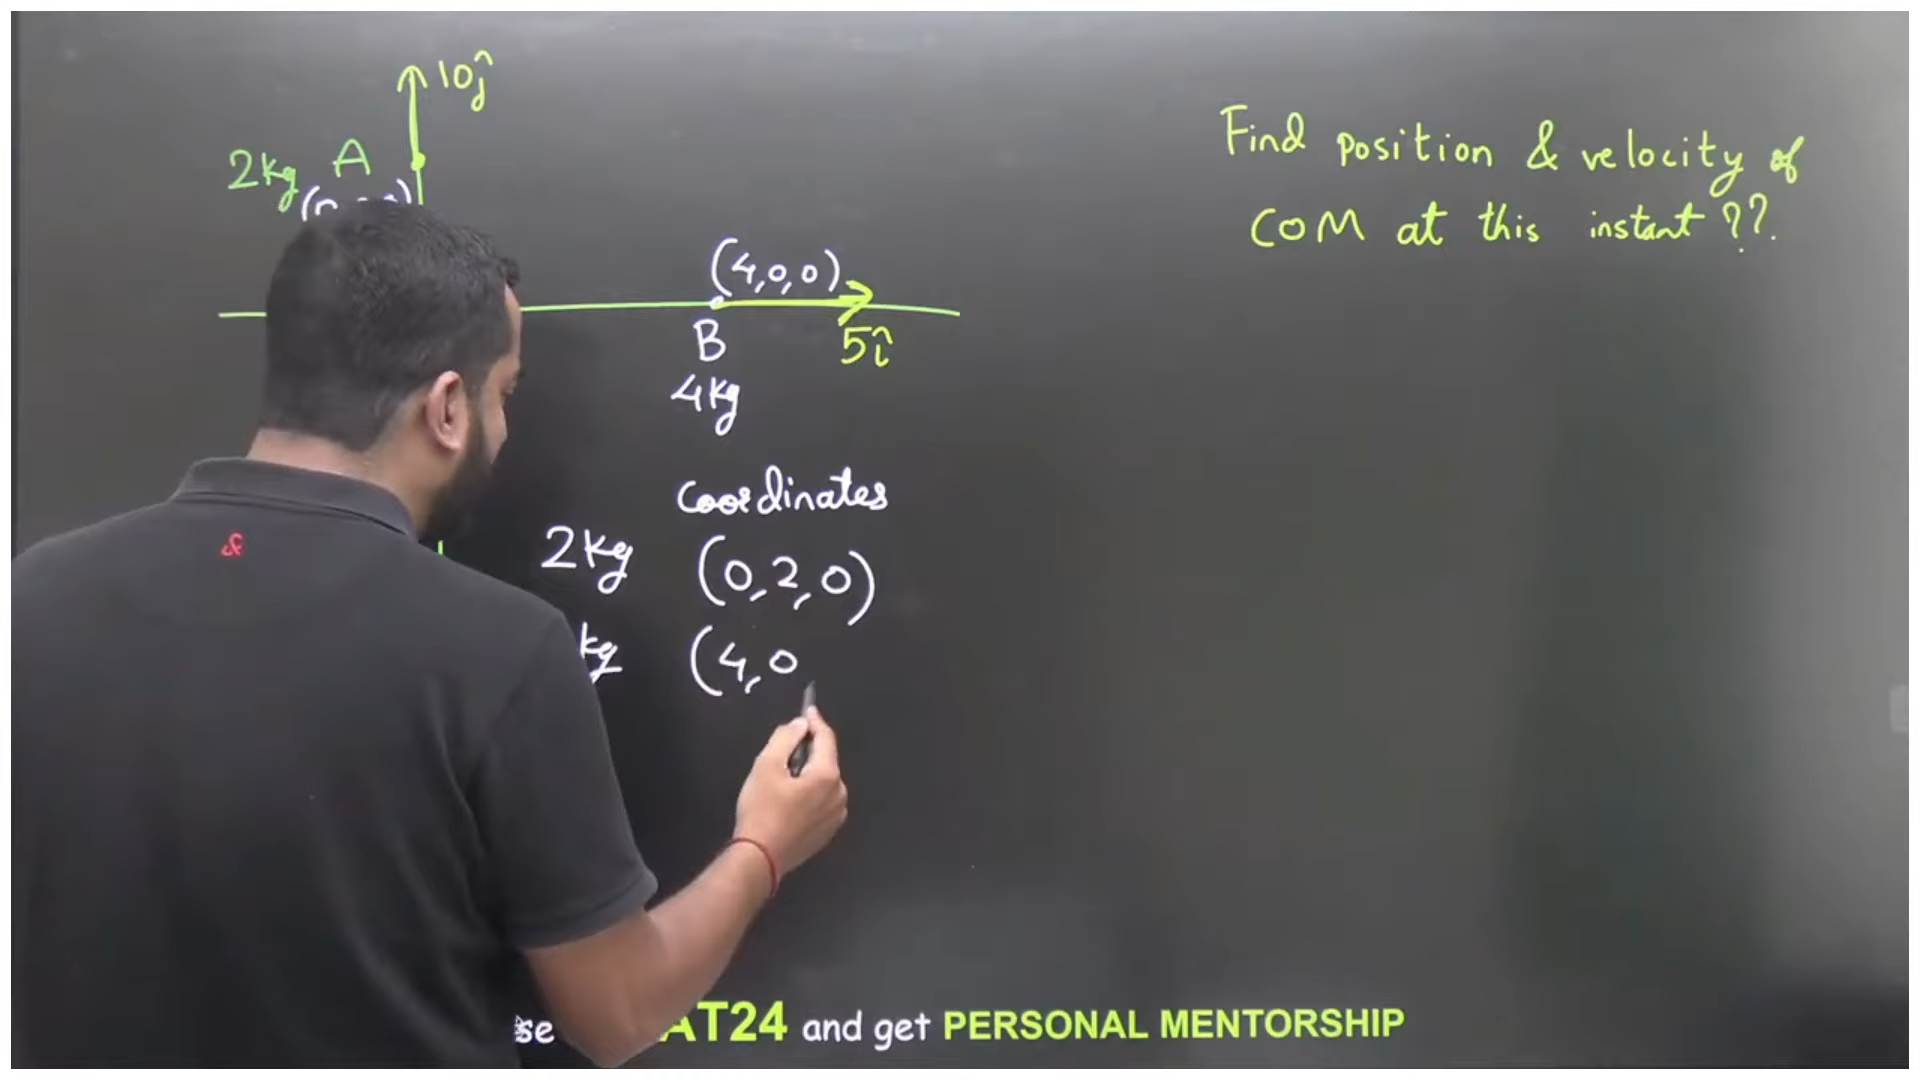 10ĵ
2kg A
(4,0,0)
B 5î
4kg
Coordinates
2kg (0,2,0)
kg (4,0
Find position & velocity of
COM at this instant ??
AT24 and get PERSONAL MENTORSHIP